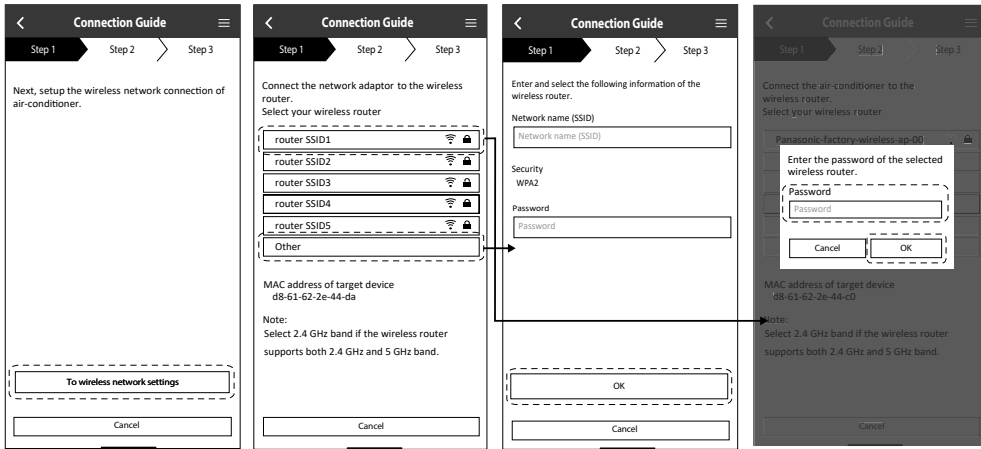 Connection Guide
Step 1
Step 2
Step 3
Next, setup the wireless network connection of
air-conditioner.
To wireless network settings
Cancel
Connection Guide
Step 1
Step 2
Step 3
Connect the network adaptor to the wireless
router.
Select your wireless router
router SSID1
router SSID2
router SSID3
router SSID4
router SSID5
Other
MAC address of target device
d8-61-62-2e-44-da
Note:
Select 2.4 GHz band if the wireless router
supports both 2.4 GHz and 5 GHz band.
Cancel
Connection Guide
Step 1
Step 2
Step 3
Enter and select the following information of the
wireless router.
Network name (SSID)
Network name (SSID)
Security
WPA2
Password
Password
OK
Cancel
Connection Guide
Step 1
Step 2
Step 3
Connect the air-conditioner to the
wireless router.
Select your wireless router
Panasonic-factory-wireless-ap-00
Enter the password of the selected
wireless router.
Password
Password
Cancel
OK
MAC address of target device
d8-61-62-2e-44-c0
Note:
Select 2.4 GHz band if the wireless router
supports both 2.4 GHz and 5 GHz band.
Cancel